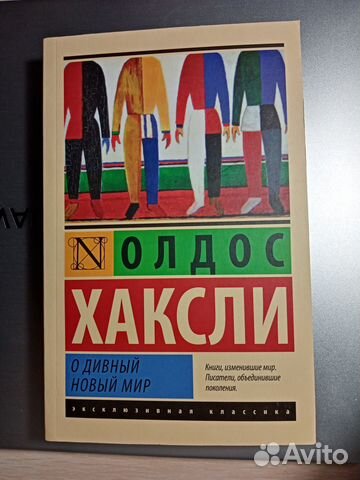 N ОЛДОС
ХАКСЛИ
О ДИВНЫЙ
НОВЫЙ МИР
Книги, изменившие мир.
Писатели, объединившие
поколения.
эксклюзивная классика
Avito